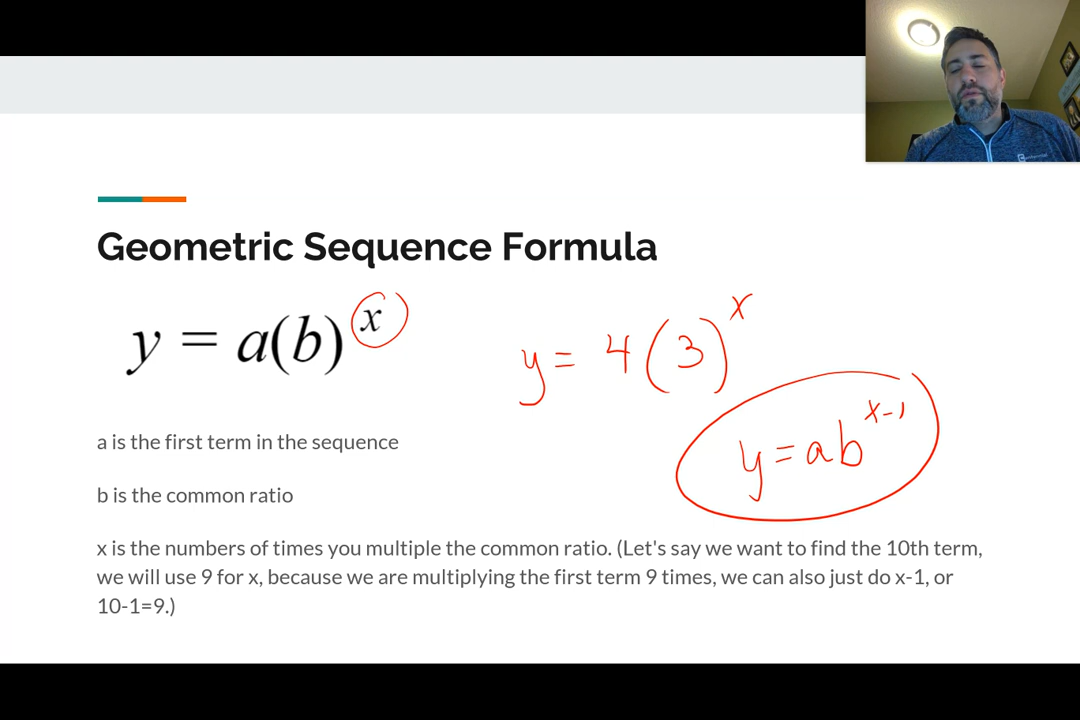 Geometric Sequence Formula
y = a(b)^x
y = 4(3)^x
y = ab^{x-1}
a is the first term in the sequence
b is the common ratio
x is the numbers of times you multiple the common ratio. (Let's say we want to find the 10th term,
we will use 9 for x, because we are multiplying the first term 9 times, we can also just do x-1, or
10-1=9.)